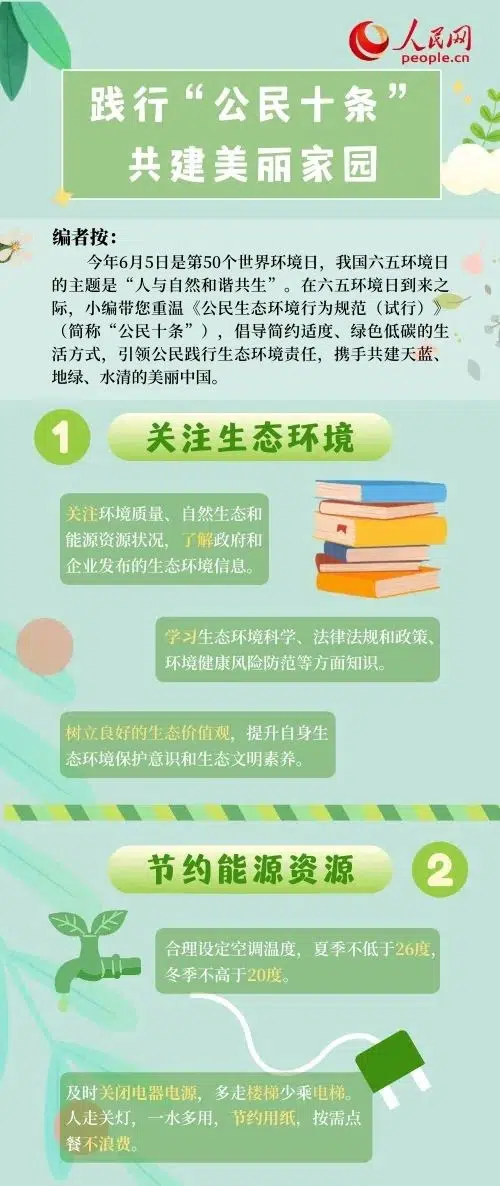 人民网
people.cn
践行“公民十条”
共建美丽家园
编者按：
今年6月5日是第50个世界环境日，我国六五环境日
的主题是“人与自然和谐共生”。在六五环境日到来之
际，小编带您重温《公民生态环境行为规范（试行）》
（简称“公民十条”），倡导简约适度、绿色低碳的生
活方式，引领公民践行生态环境责任，携手共建天蓝、
地绿、水清的美丽中国。
1
关注生态环境
关注环境质量、自然生态和
能源资源状况，了解政府和
企业发布的生态环境信息。
学习生态环境科学、法律法规和政策、
环境健康风险防范等方面知识。
树立良好的生态价值观，提升自身生
态环境保护意识和生态文明素养。
节约能源资源
2
合理设定空调温度，夏季不低于26度，
冬季不高于20度。
及时关闭电器电源，多走楼梯少乘电梯。
人走关灯，一水多用，节约用纸，按需点
餐不浪费。